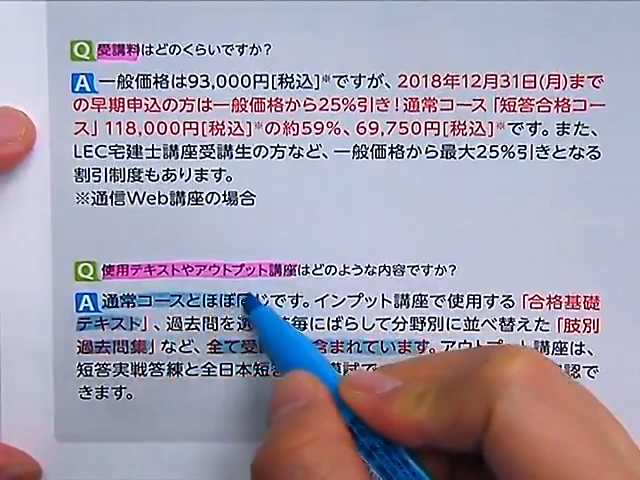 Q 受講料はどのくらいですか?
A 一般価格は93,000円[税込]※ですが、2018年12月31日(月)まで
の早期申込の方は一般価格から25%引き!通常コース「短答合格コー
ス」118,000円[税込]※の約59%、69,750円[税込]※です。また、
LEC宅建士講座受講生の方など、一般価格から最大25%引きとなる
割引制度もあります。
※通信Web講座の場合
Q 使用テキストやアウトプット講座はどのような内容ですか?
A 通常コースとほぼ同じです。インプット講座で使用する「合格基礎
テキスト」、過去問を 毎にばらして分野別に並べ替えた「肢別
過去問集」など、全て受 含まれています。アウトプット講座は、
短答実戦答練と全日本短答 模試で 認で
きます。